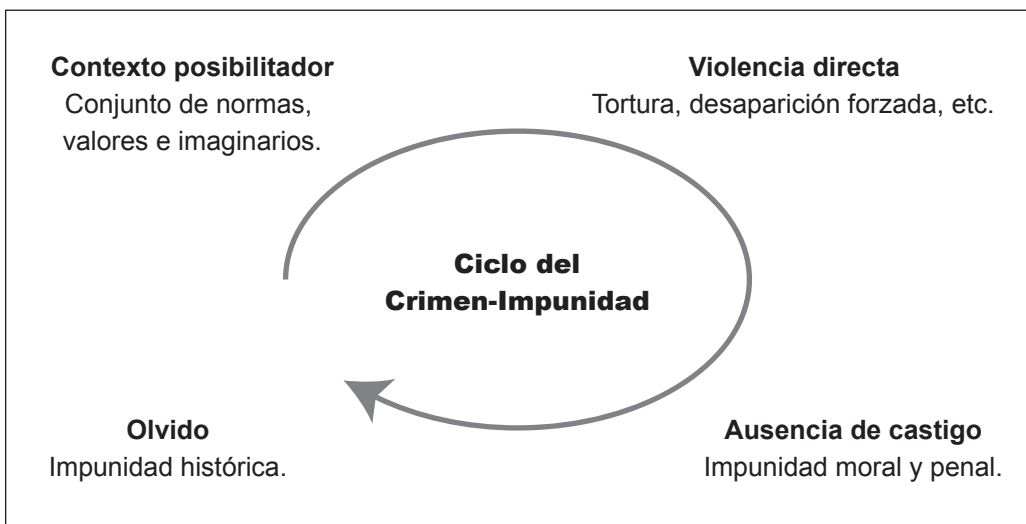 Contexto posibilitador
Conjunto de normas,
valores e imaginarios.
Violencia directa
Tortura, desaparición forzada, etc.
Ciclo del
Crimen-Impunidad
Olvido
Impunidad histórica.
Ausencia de castigo
Impunidad moral y penal.